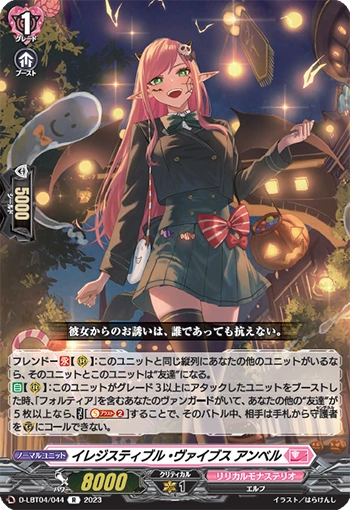 1
グレード
ブースト
5000
シールド
彼女からのお誘いは、誰であっても抗えない。
フレンドー【永】【(R)】:このユニットと同じ縦列にあなたの他のユニットがいるなら、そのユニットとこのユニットは“友達”になる。
【自】【(R)】:このユニットがグレード3以上にアタックしたユニットをブーストした時、「フォルティア」を含むあなたのヴァンガードがいて、あなたの他の“友達”が5枚以上なら、【ソウルブラスト2】することで、そのバトル中、相手は手札から守護者を(G)にコールできない。
ノーマルユニット
イレジスティブル・ヴァイブス アンベル
パワー
8000
クリティカル
1
リリカルモナステリオ
エルフ
D-LBT04/044 R 2023
イラスト/はらけんし